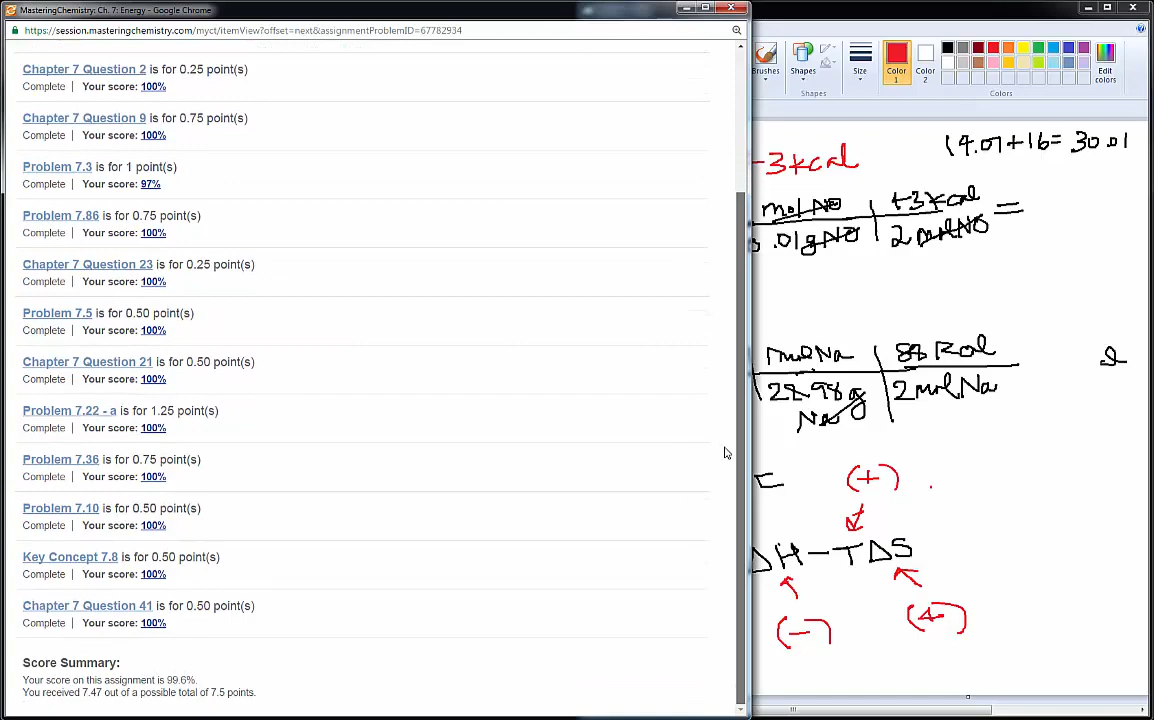 MasteringChemistry: Ch. 7: Energy - Google Chrome
https://session.masteringchemistry.com/myct/itemView?offset=next&assignmentProblemID=67782934
Chapter 7 Question 2 is for 0.25 point(s)
Complete | Your score: 100%
Chapter 7 Question 9 is for 0.75 point(s)
Complete | Your score: 100%
Problem 7.3 is for 1 point(s)
Complete | Your score: 97%
Problem 7.86 is for 0.75 point(s)
Complete | Your score: 100%
Chapter 7 Question 23 is for 0.25 point(s)
Complete | Your score: 100%
Problem 7.5 is for 0.50 point(s)
Complete | Your score: 100%
Chapter 7 Question 21 is for 0.50 point(s)
Complete | Your score: 100%
Problem 7.22 - a is for 1.25 point(s)
Complete | Your score: 100%
Problem 7.36 is for 0.75 point(s)
Complete | Your score: 100%
Problem 7.10 is for 0.50 point(s)
Complete | Your score: 100%
Key Concept 7.8 is for 0.50 point(s)
Complete | Your score: 100%
Chapter 7 Question 41 is for 0.50 point(s)
Complete | Your score: 100%
Score Summary:
Your score on this assignment is 99.6%.
You received 7.47 out of a possible total of 7.5 points.
Brushes
Shapes
Size
Color 1
Color 2
Edit colors
Shapes
Colors
14.01+16= 30.01
3 kcal
mol NO +3 kcal =
.01 g NO 2 mol NO
mol Na 88 kcal
22.98 g Na 2 mol Na
(+)
ΔH - TΔS
(-) (+)